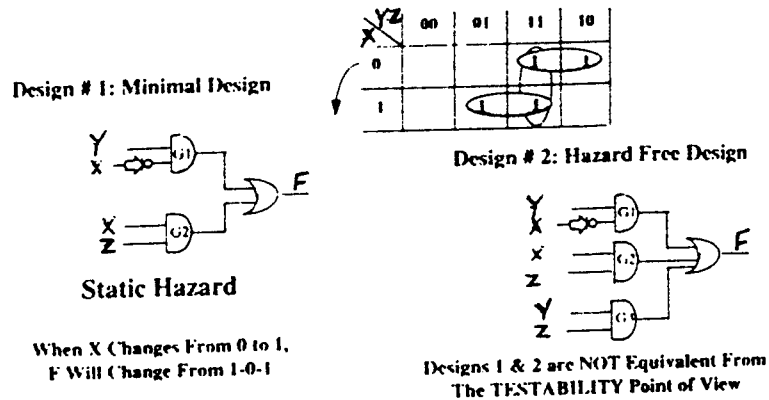 YZ
X
00
01
11
10
0
1 1
1
1 1
Design # 1: Minimal Design
Y
X
G1
F
X
Z
G2
Static Hazard
When X Changes From 0 to 1,
F Will Change From 1-0-1
Design # 2: Hazard Free Design
Y
X
G1
X
Z
G2
F
Y
Z
Designs 1 & 2 are NOT Equivalent From
The TESTABILITY Point of View